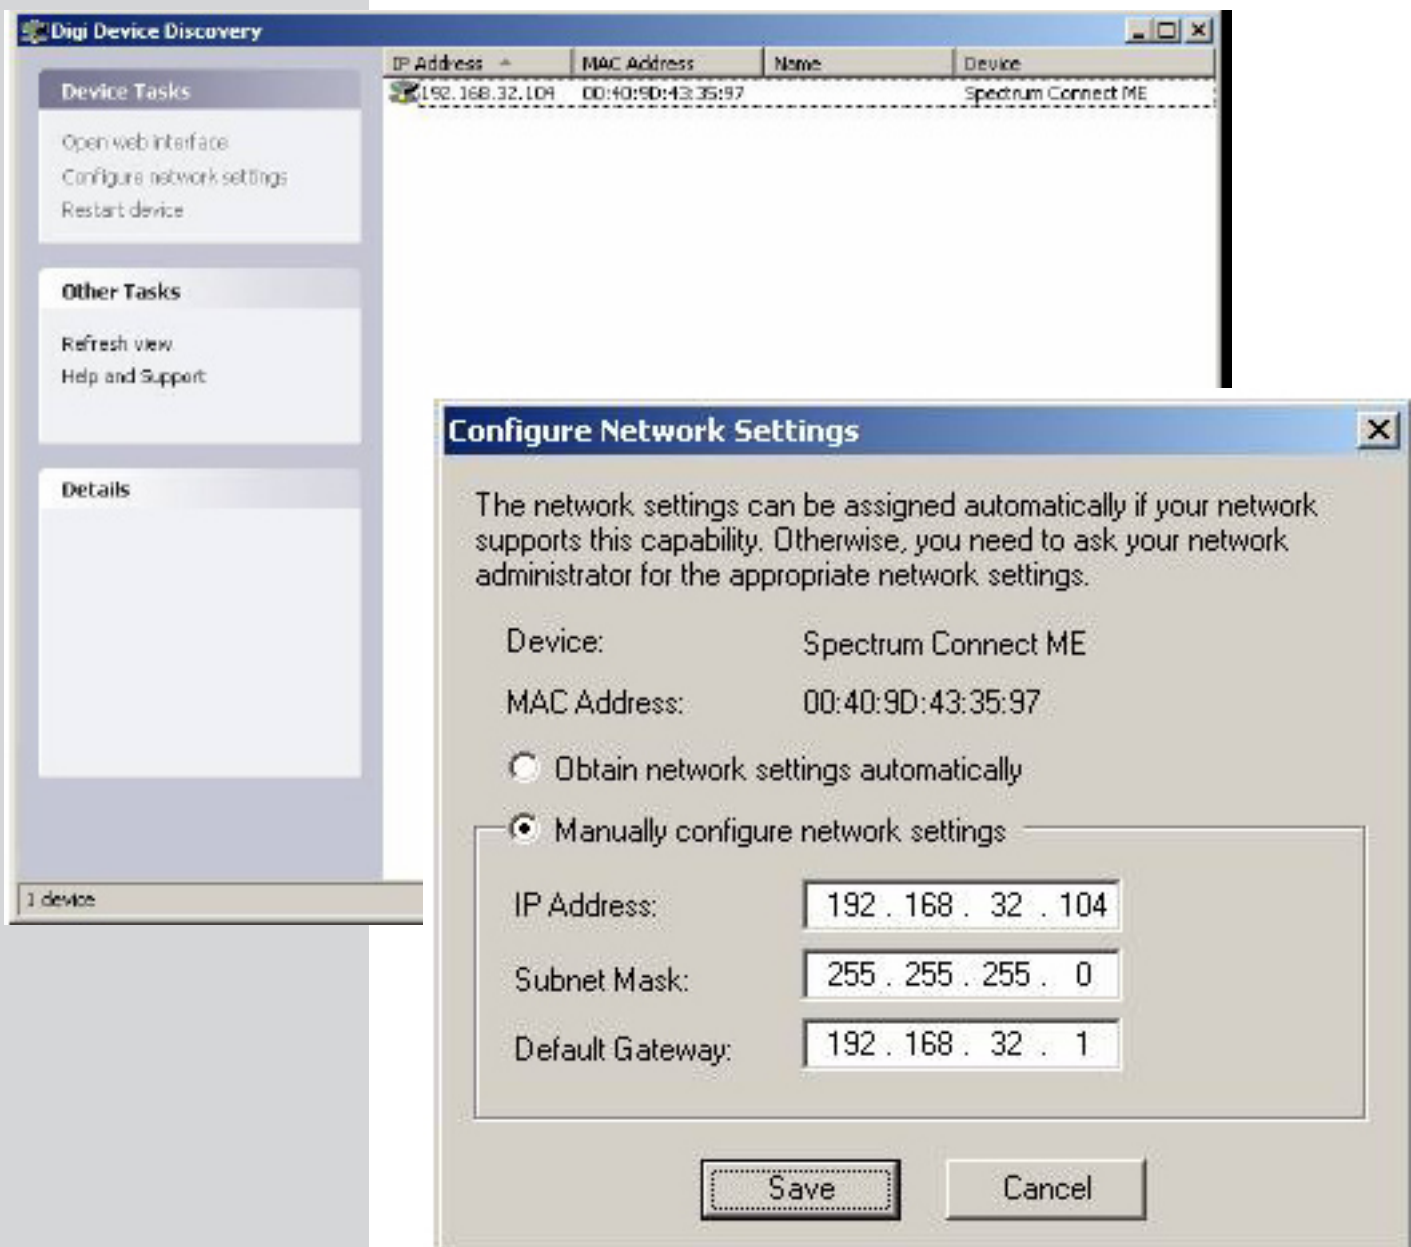 Digi Device Discovery
IP Address MAC Address Name Device
192.168.32.104 00:40:9D:43:35:97 Spectrum Connect ME
Device Tasks
Open web interface
Configure network settings
Restart device
Other Tasks
Refresh view
Help and Support
Details
1 device
Configure Network Settings
The network settings can be assigned automatically if your network
supports this capability. Otherwise, you need to ask your network
administrator for the appropriate network settings.
Device: Spectrum Connect ME
MAC Address: 00:40:9D:43:35:97
Obtain network settings automatically
Manually configure network settings
IP Address: 192 . 168 . 32 . 104
Subnet Mask: 255 . 255 . 255 . 0
Default Gateway: 192 . 168 . 32 . 1
Save Cancel